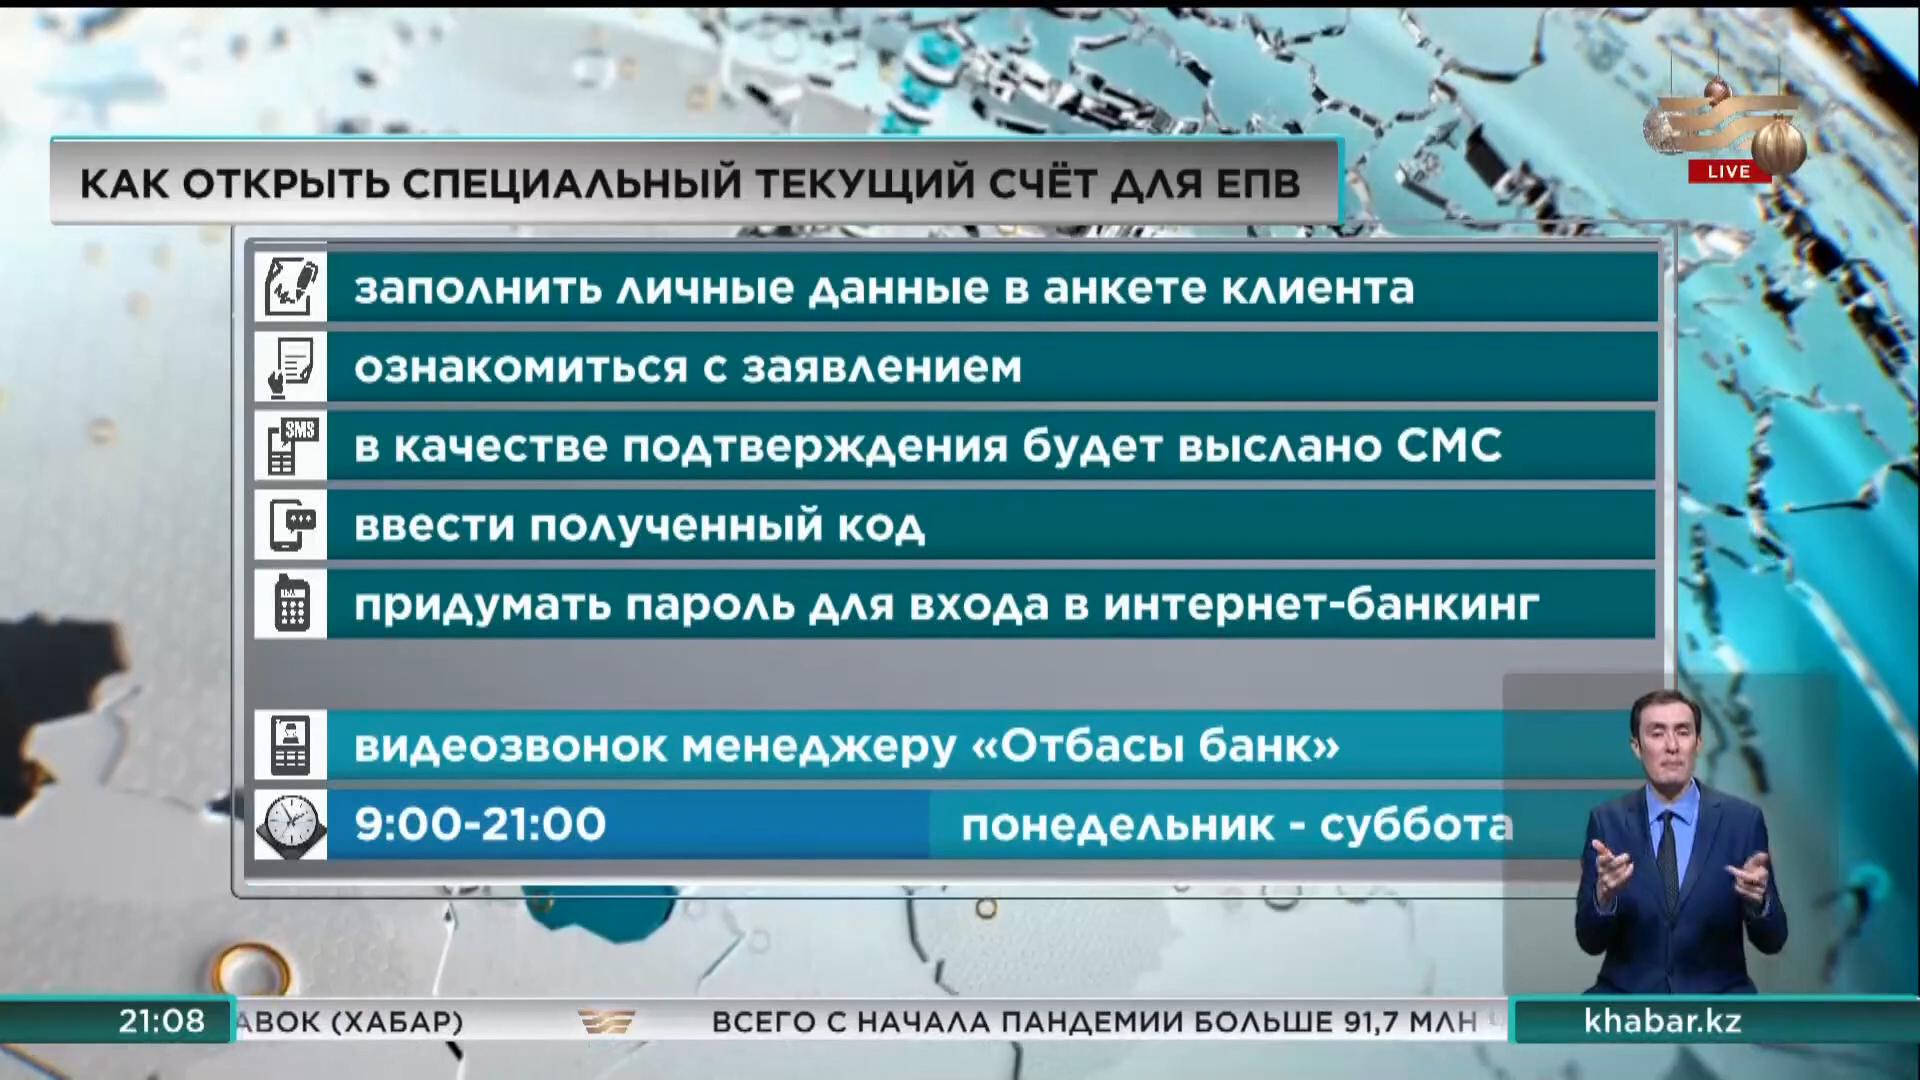 LIVE
КАК ОТКРЫТЬ СПЕЦИАЛЬНЫЙ ТЕКУЩИЙ СЧЁТ ДЛЯ ЕПВ
заполнить личные данные в анкете клиента
ознакомиться с заявлением
SMS
в качестве подтверждения будет выслано СМС
ввести полученный код
придумать пароль для входа в интернет-банкинг
видеозвонок менеджеру «Отбасы банк»
9:00-21:00 понедельник - суббота
21:08 АВОК (ХАБАР) ВСЕГО С НАЧАЛА ПАНДЕМИИ БОЛЬШЕ 91,7 МЛН khabar.kz